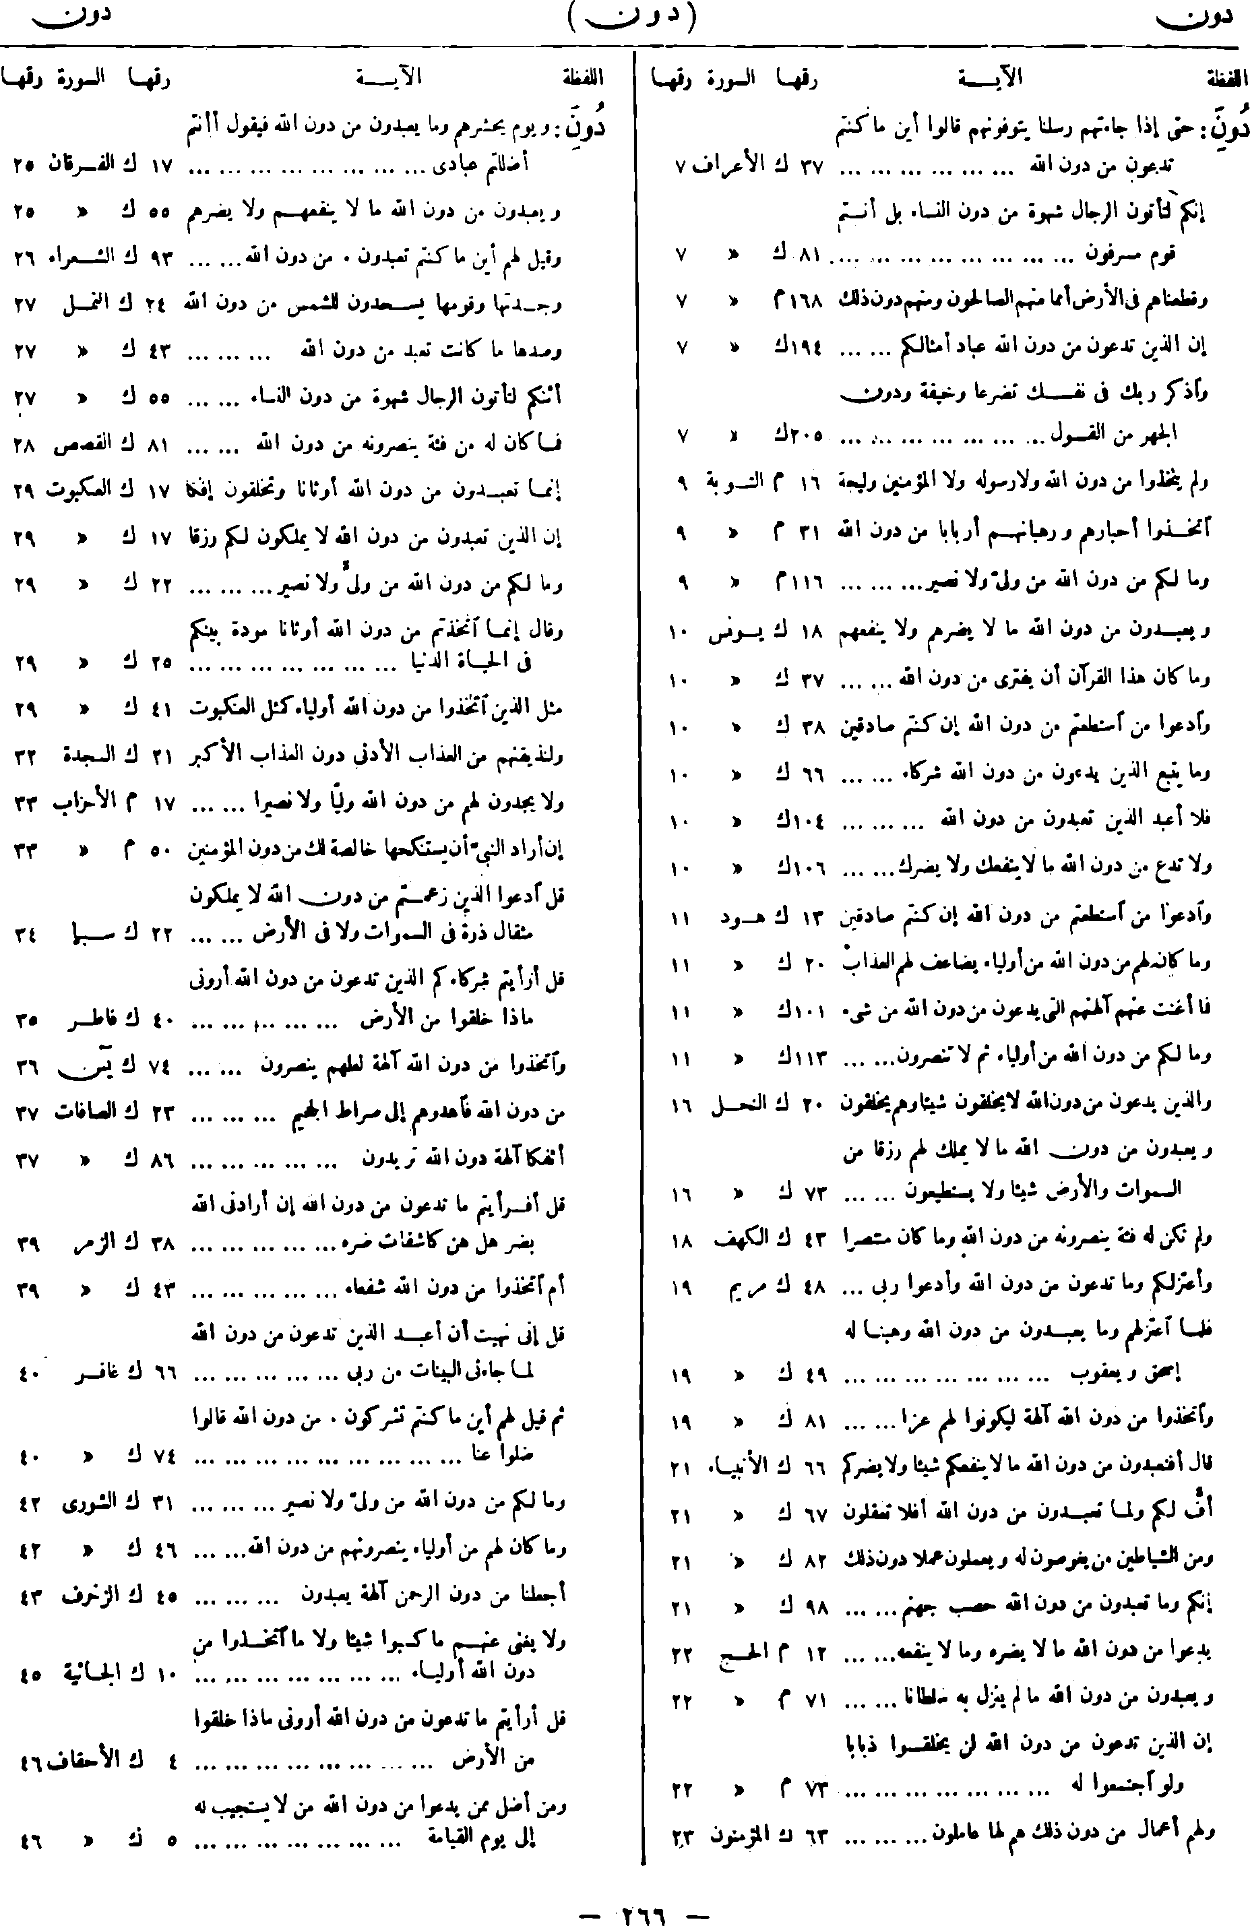 دون ( دون ) دون
اللفظة الآيـــة رقمها السورة رقمها
دُونِ: حتى إذا جاءتهم رسلنا يتوفونهم قالوا أين ما كنتم
تدعون من دون الله ... ... ... ... ... ... ٣٧ ك الأعراف ٧
إنكم لتأتون الرجال شهوة من دون النساء بل أنتم
قوم مسرفون ... ... ... ... ... ... ... ... ٨١ ك » ٧
وقطعناهم فى الأرض أمما منهم الصالحون ومنهم دون ذلك ١٦٨ م » ٧
إن الذين تدعون من دون الله عباد أمثالكم ... ... ١٩٤ ك » ٧
وآذكر ربك فى نفسك تضرعا وخيفة ودون
الجهر من القول ... ... ... ... ... ... ... ٢٠٥ ك » ٧
ولم يتخذوا من دون الله ولا رسوله ولا المؤمنين وليجة ١٦ م التوبة ٩
آتخذوا أحبارهم ورهبانهم أربابا من دون الله ٣١ م » ٩
وما لكم من دون الله من ولىّ ولا نصير ... ... ... ١١٦ م » ٩
ويعبدون من دون الله ما لا يضرهم ولا ينفعهم ١٨ ك يونس ١٠
وما كان هذا القرآن أن يفترى من دون الله ... ... ٣٧ ك » ١٠
وآدعوا من آستطعتم من دون الله إن كنتم صادقين ٣٨ ك » ١٠
وما يتبع الذين يدعون من دون الله شركاء ... ... ٦٦ ك » ١٠
فلا أعبد الذين تعبدون من دون الله ... ... ... ١٠٤ ك » ١٠
ولا تدع من دون الله ما لا ينفعك ولا يضرك ... ... ١٠٦ ك » ١٠
وآدعوا من آستطعتم من دون الله إن كنتم صادقين ١٣ ك هود ١١
وما كان لهم من دون الله من أولياء يضاعف لهم العذاب ٢٠ ك » ١١
فما أغنت عنهم آلهتهم التى يدعون من دون الله من شىء ١٠١ ك » ١١
وما لكم من دون الله من أولياء ثم لا تنصرون ... ... ١١٣ ك » ١١
والذين يدعون من دون الله لا يخلقون شيئا وهم يخلقون ٢٠ ك النحل ١٦
ويعبدون من دون الله ما لا يملك لهم رزقا من
السموات والأرض شيئا ولا يستطيعون ... ... ٧٣ ك » ١٦
ولم تكن له فئة ينصرونه من دون الله وما كان منتصرا ٤٣ ك الكهف ١٨
وأعتزلكم وما تدعون من دون الله وأدعوا ربى ... ٤٨ ك مريم ١٩
فلما آعتزلهم وما يعبدون من دون الله وهبنا له
إسحق ويعقوب ... ... ... ... ... ... ... ٤٩ ك » ١٩
وآتخذوا من دون الله آلهة ليكونوا لهم عزا ... ... ٨١ ك » ١٩
قال أفتعبدون من دون الله ما لا ينفعكم شيئا ولا يضركم ٦٦ ك الأنبياء ٢١
أفّ لكم ولما تعبدون من دون الله أفلا تعقلون ٦٧ ك » ٢١
ومن الشياطين من يغوصون له ويعملون عملا دون ذلك ٨٢ ك » ٢١
إنكم وما تعبدون من دون الله حصب جهنم ... ... ٩٨ ك » ٢١
يدعوا من دون الله ما لا يضره وما لا ينفعه ... ... ١٢ م الحج ٢٢
ويعبدون من دون الله ما لم ينزل به سلطانا ... ... ٧١ م » ٢٢
إن الذين تدعون من دون الله لن يخلقوا ذبابا
ولو آجتمعوا له ... ... ... ... ... ... ... ٧٣ م » ٢٢
ولهم أعمال من دون ذلك هم لها عاملون ... ... ... ٦٣ ك المؤمنون ٢٣
اللفظة الآيـــة رقمها السورة رقمها
دُونِ: ويوم يحشرهم وما يعبدون من دون الله فيقول أأنتم
أضللتم عبادى ... ... ... ... ... ... ... ... ١٧ ك الفرقان ٢٥
ويعبدون من دون الله ما لا ينفعهم ولا يضرهم ٥٥ ك » ٢٥
وقيل لهم أين ما كنتم تعبدون . من دون الله ... ... ٩٣ ك الشعراء ٢٦
وجدتها وقومها يسجدون للشمس من دون الله ٢٤ ك النمل ٢٧
وصدها ما كانت تعبد من دون الله ... ... ... ٤٣ ك » ٢٧
أئنكم لتأتون الرجال شهوة من دون النساء ... ... ٥٥ ك » ٢٧
فما كان له من فئة ينصرونه من دون الله ... ... ٨١ ك القصص ٢٨
إنما تعبدون من دون الله أوثانا وتخلقون إفكا ١٧ ك العنكبوت ٢٩
إن الذين تعبدون من دون الله لا يملكون لكم رزقا ١٧ ك » ٢٩
وما لكم من دون الله من ولىّ ولا نصير ... ... ... ٢٢ ك » ٢٩
وقال إنما آتخذتم من دون الله أوثانا مودة بينكم
فى الحياة الدنيا ... ... ... ... ... ... ... ٢٥ ك » ٢٩
مثل الذين آتخذوا من دون الله أولياء كمثل العنكبوت ٤١ ك » ٢٩
ولنذيقنهم من العذاب الأدنى دون العذاب الأكبر ٢١ ك السجدة ٣٢
ولا يجدون لهم من دون الله وليّا ولا نصيرا ... ... ١٧ م الأحزاب ٣٣
إن أراد النبىّ أن يستنكحها خالصة لك من دون المؤمنين ٥٠ م » ٣٣
قل آدعوا الذين زعمتم من دون الله لا يملكون
مثقال ذرة فى السموات ولا فى الأرض ... ... ٢٢ ك سبإ ٣٤
قل أرأيتم شركاءكم الذين تدعون من دون الله أرونى
ماذا خلقوا من الأرض ... ... ... ... ... ٤٠ ك فاطر ٣٥
وآتخذوا من دون الله آلهة لعلهم ينصرون ... ... ٧٤ ك يٓسٓ ٣٦
من دون الله فآهدوهم إلى صراط الجحيم ... ... ... ٢٣ ك الصافات ٣٧
أئفكا آلهة دون الله تريدون ... ... ... ... ... ٨٦ ك » ٣٧
قل أفرأيتم ما تدعون من دون الله إن أرادنى الله
بضر هل هن كاشفات ضره ... ... ... ... ... ٣٨ ك الزمر ٣٩
أم آتخذوا من دون الله شفعاء ... ... ... ... ... ٤٣ ك » ٣٩
قل إنى نهيت أن أعبد الذين تدعون من دون الله
لما جاءنى البينات من ربى ... ... ... ... ... ٦٦ ك غافر ٤٠
ثم قيل لهم أين ما كنتم تشركون . من دون الله قالوا
ضلوا عنا ... ... ... ... ... ... ... ... ... ٧٤ ك » ٤٠
وما لكم من دون الله من ولىّ ولا نصير ... ... ... ٣١ ك الشورى ٤٢
وما كان لهم من أولياء ينصرونهم من دون الله ... ... ٤٦ ك » ٤٢
أجعلنا من دون الرحمن آلهة يعبدون ... ... ... ٤٥ ك الزخرف ٤٣
ولا يغنى عنهم ما كسبوا شيئا ولا ما آتخذوا من
دون الله أولياء ... ... ... ... ... ... ... ١٠ ك الجاثية ٤٥
قل أرأيتم ما تدعون من دون الله أرونى ماذا خلقوا
من الأرض ... ... ... ... ... ... ... ... ٤ ك الأحقاف ٤٦
ومن أضل ممن يدعوا من دون الله من لا يستجيب له
إلى يوم القيامة ... ... ... ... ... ... ... ٥ ك » ٤٦
— ٢٦٦ —